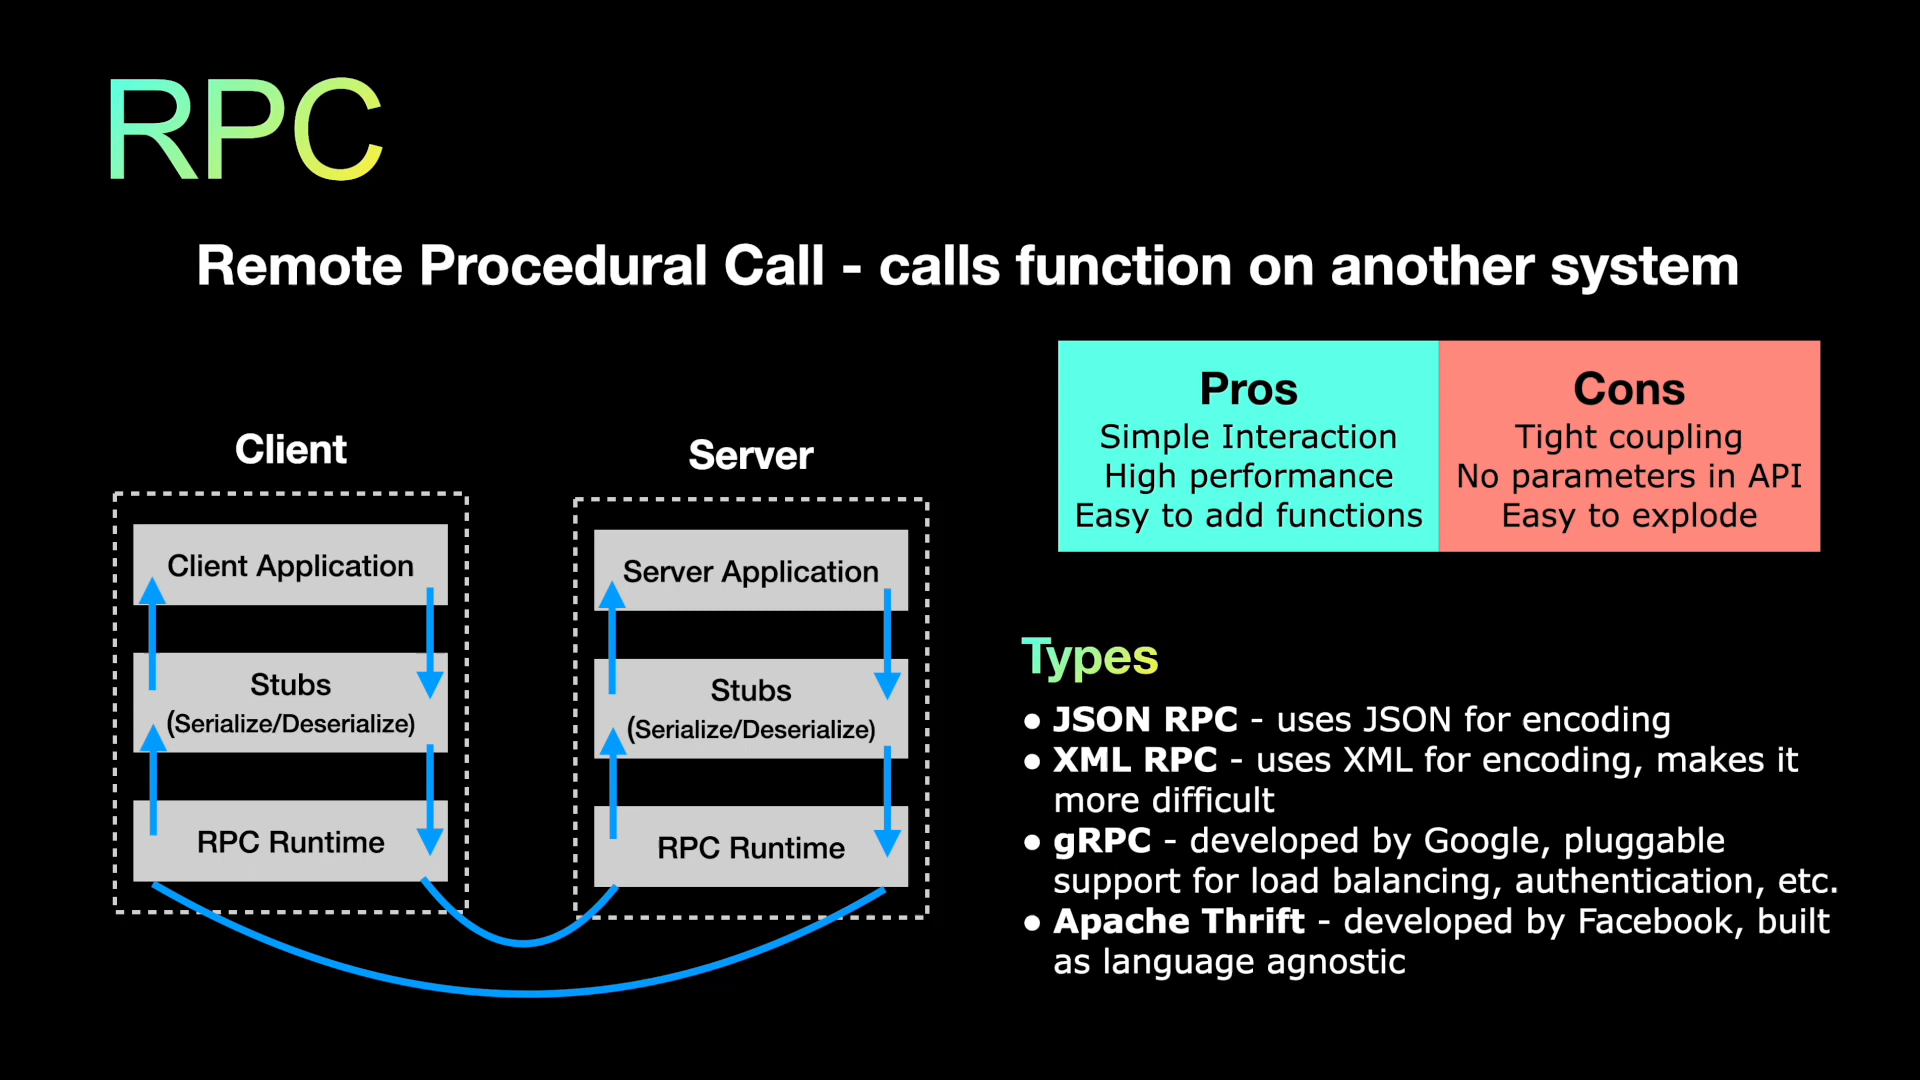 RPC
Remote Procedural Call - calls function on another system
Client
Client Application
Stubs
(Serialize/Deserialize)
RPC Runtime
Server
Server Application
Stubs
(Serialize/Deserialize)
RPC Runtime
Pros
Simple Interaction
High performance
Easy to add functions
Cons
Tight coupling
No parameters in API
Easy to explode
Types
● JSON RPC - uses JSON for encoding
● XML RPC - uses XML for encoding, makes it
more difficult
● gRPC - developed by Google, pluggable
support for load balancing, authentication, etc.
● Apache Thrift - developed by Facebook, built
as language agnostic